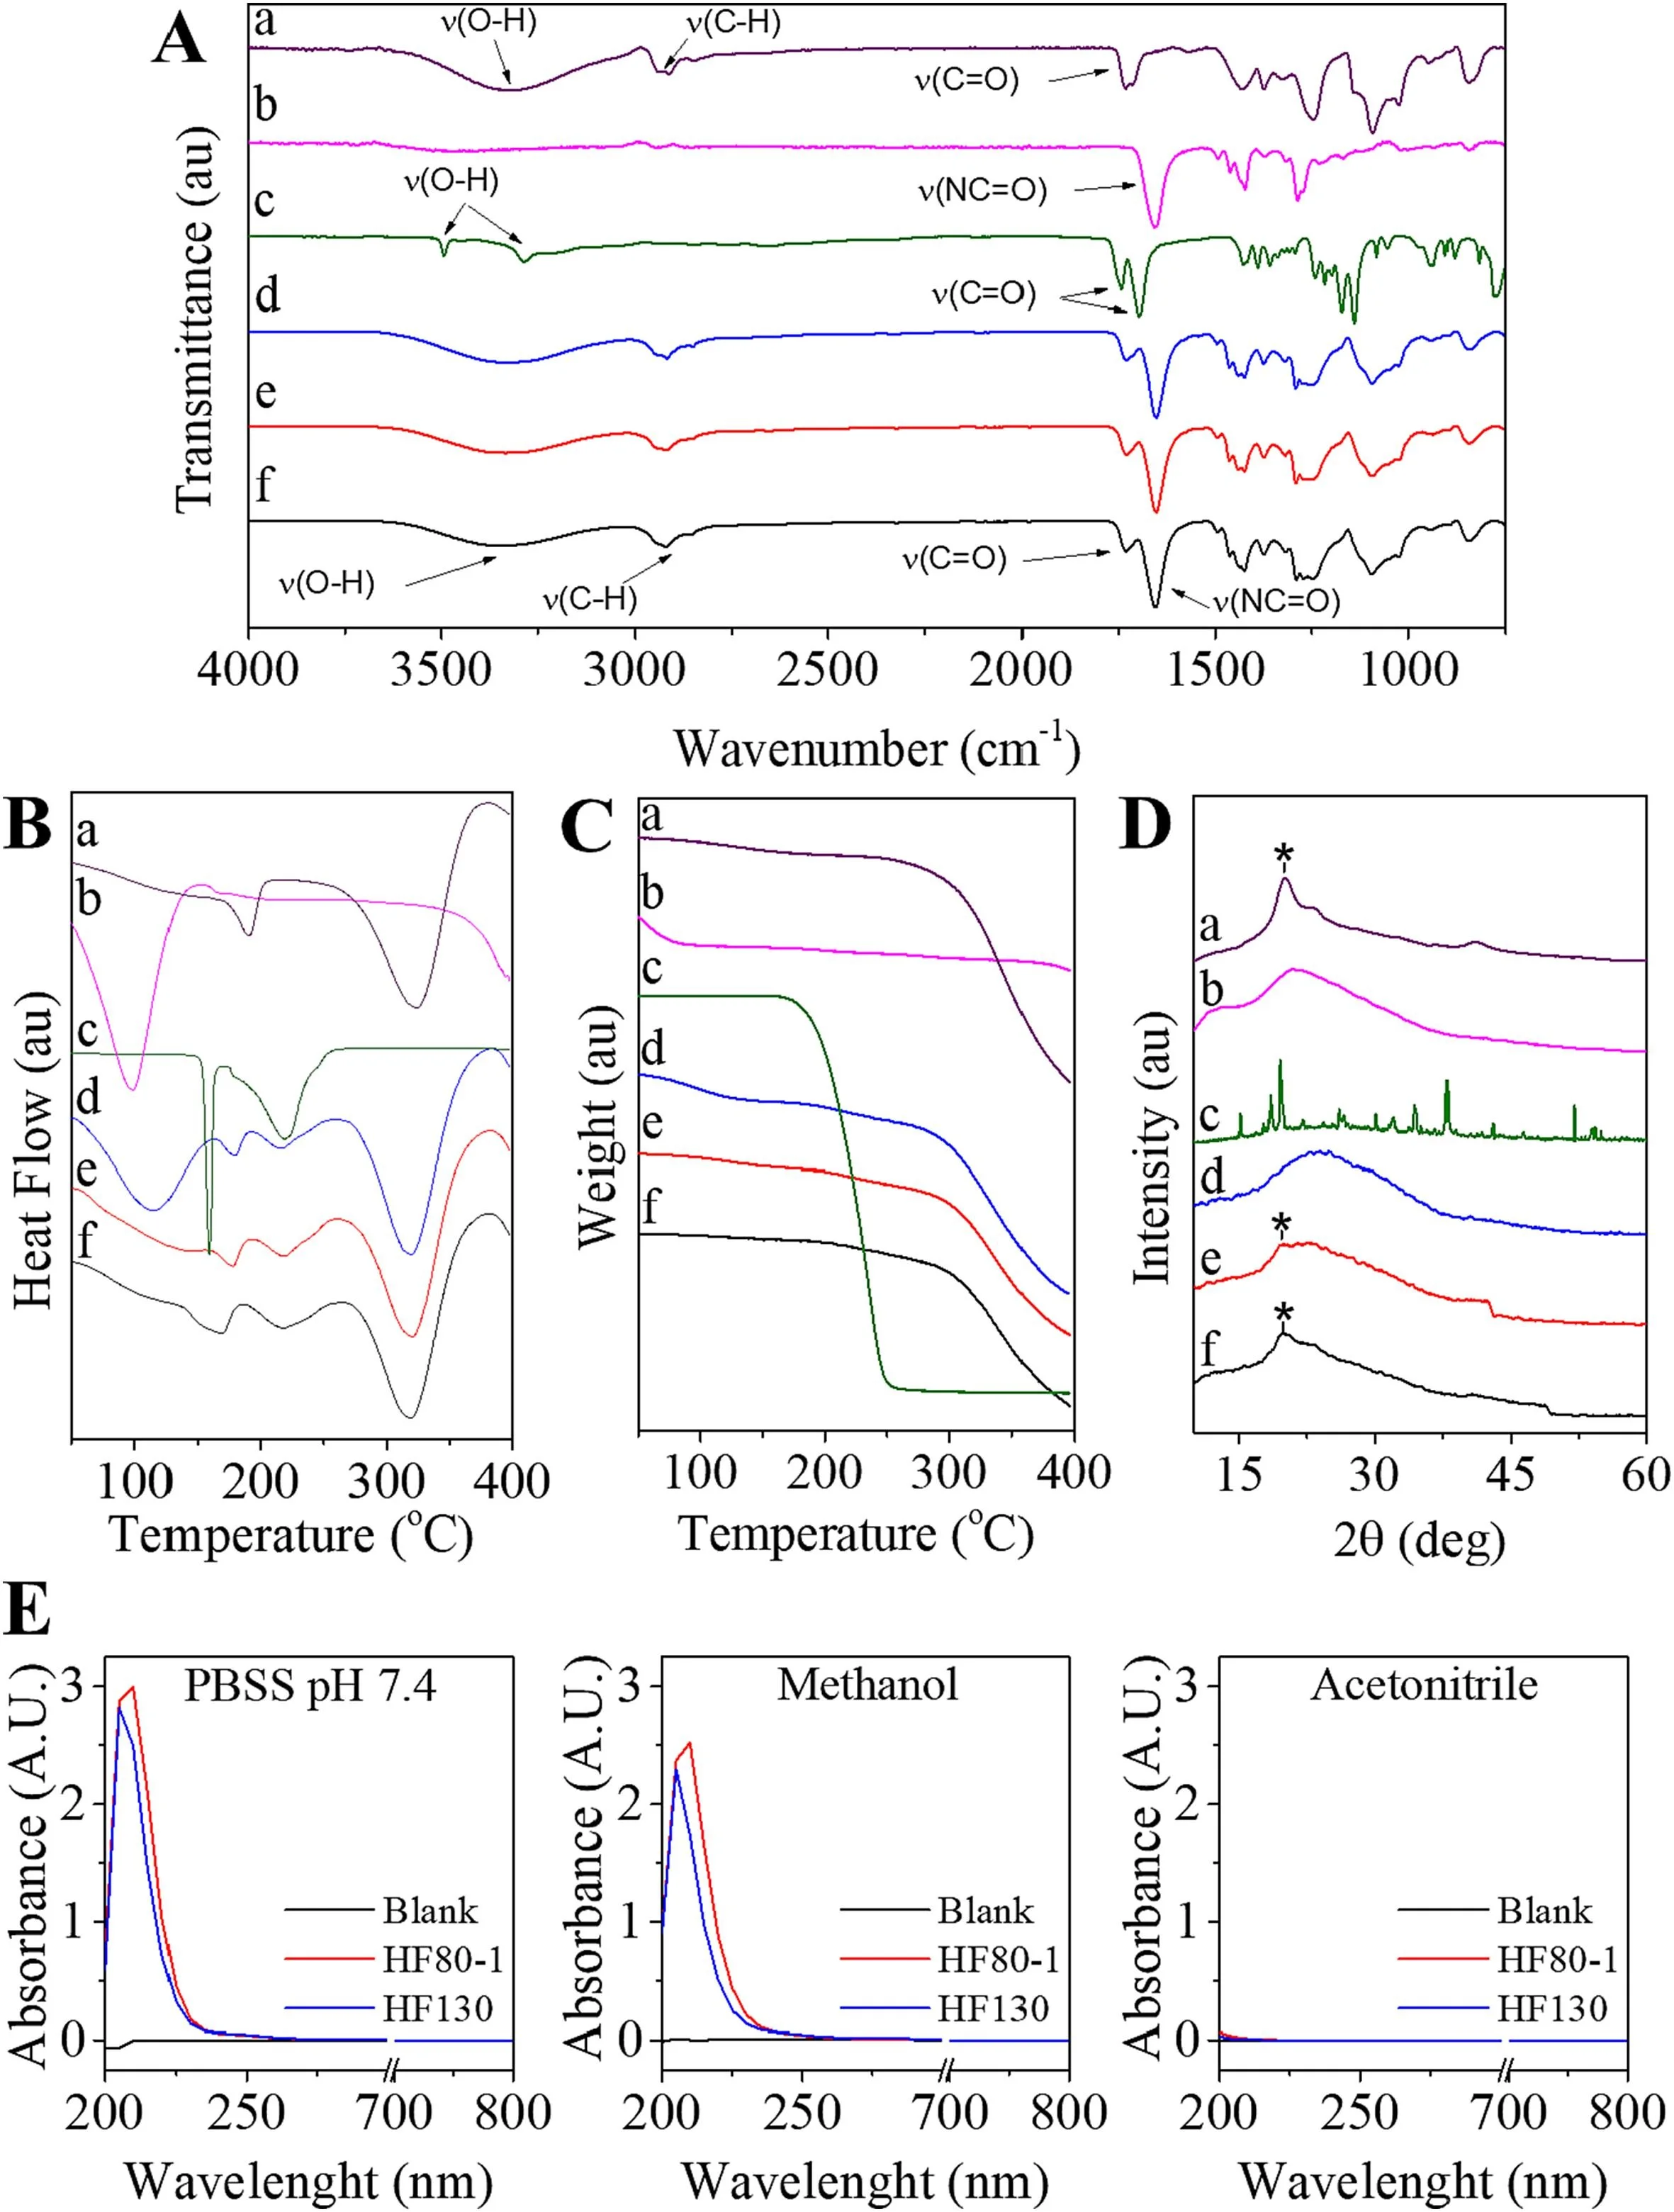 A
a
ν(O-H)
ν(C-H)
ν(C=O)
b
ν(O-H)
ν(NC=O)
c
d
ν(C=O)
e
f
ν(C=O)
ν(O-H)
ν(C-H)
ν(NC=O)
Transmittance (au)
4000 3500 3000 2500 2000 1500 1000
Wavenumber (cm-1)
B
a
b
c
d
e
f
Heat Flow (au)
100 200 300 400
Temperature (oC)
C
a
b
c
d
e
f
Weight (au)
100 200 300 400
Temperature (oC)
D
*
a
b
c
d
*
e
*
f
Intensity (au)
15 30 45 60
2θ (deg)
E
PBSS pH 7.4
3
2
1
0
Absorbance (A.U.)
Blank
HF80-1
HF130
200 250 700 800
Wavelenght (nm)
Methanol
3
2
1
0
Absorbance (A.U.)
Blank
HF80-1
HF130
200 250 700 800
Wavelenght (nm)
Acetonitrile
3
2
1
0
Absorbance (A.U.)
Blank
HF80-1
HF130
200 250 700 800
Wavelenght (nm)